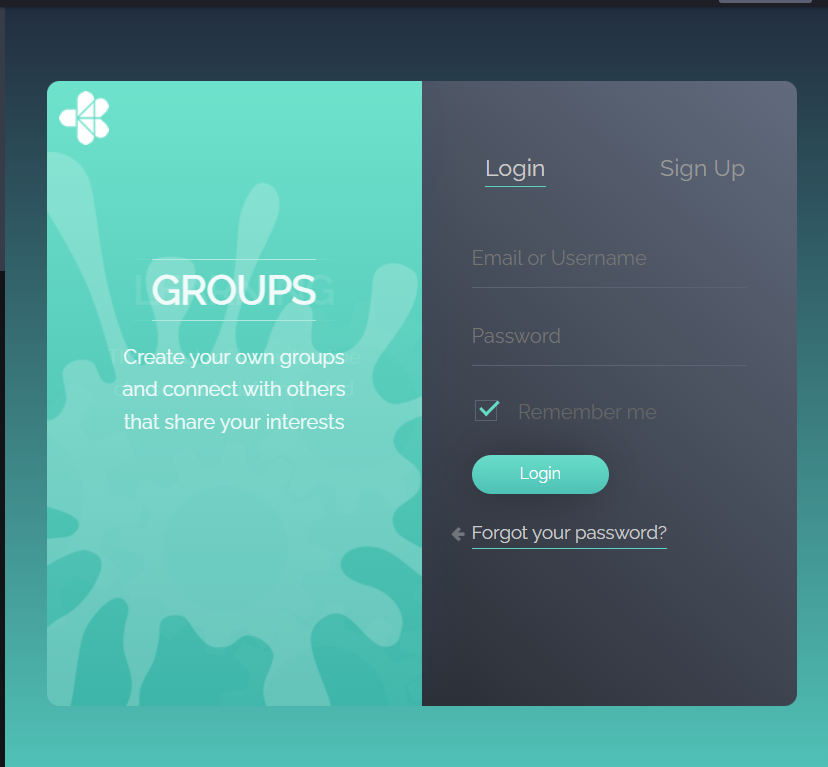 GROUPS
Create your own groups
and connect with others
that share your interests
Login
Sign Up
Email or Username
Password
Remember me
Login
Forgot your password?